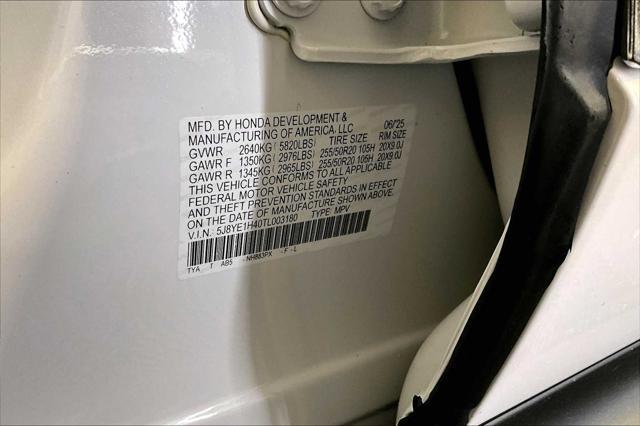 MFD. BY HONDA DEVELOPMENT &
MANUFACTURING OF AMERICA, LLC 06/25
GVWR 2640KG( 5820LBS) TIRE SIZE RIM SIZE
GAWR F 1350KG( 2976LBS) 255/50R20 105H 20X9.0J
GAWR R 1345KG( 2965LBS) 255/50R20 105H 20X9.0J
THIS VEHICLE CONFORMS TO ALL APPLICABLE
FEDERAL MOTOR VEHICLE SAFETY
AND THEFT PREVENTION STANDARDS IN EFFECT
ON THE DATE OF MANUFACTURE SHOWN ABOVE.
V.I.N.: 5J8YE1H40TL003180 TYPE: MPV
TYA T AB5 -NH883PX -F -L